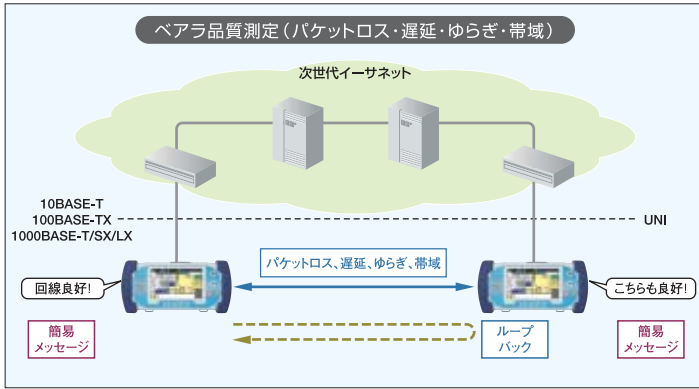 ベアラ品質測定（パケットロス・遅延・ゆらぎ・帯域）
次世代イーサネット
10BASE-T
100BASE-TX
1000BASE-T/SX/LX
UNI
パケットロス、遅延、ゆらぎ、帯域
回線良好！
こちらも良好！
簡易
メッセージ
ループ
バック
簡易
メッセージ